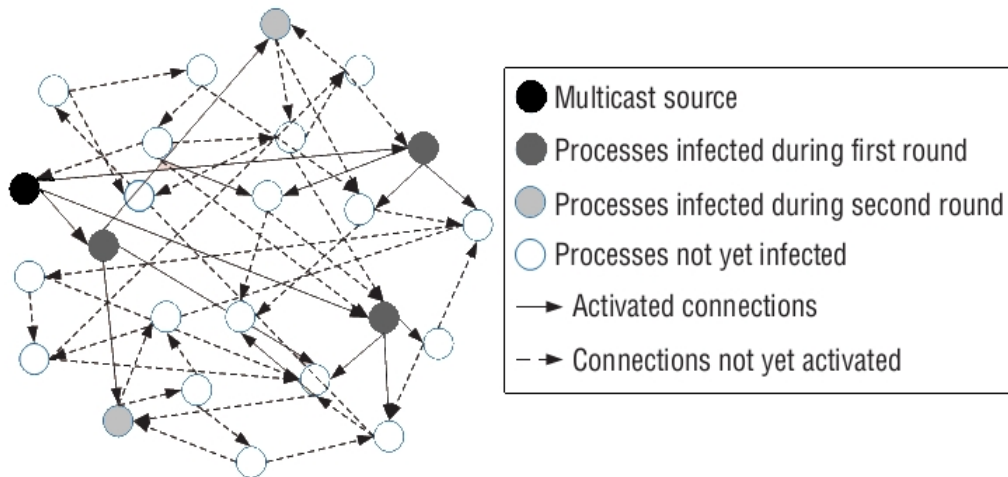 Multicast source
Processes infected during first round
Processes infected during second round
Processes not yet infected
Activated connections
Connections not yet activated